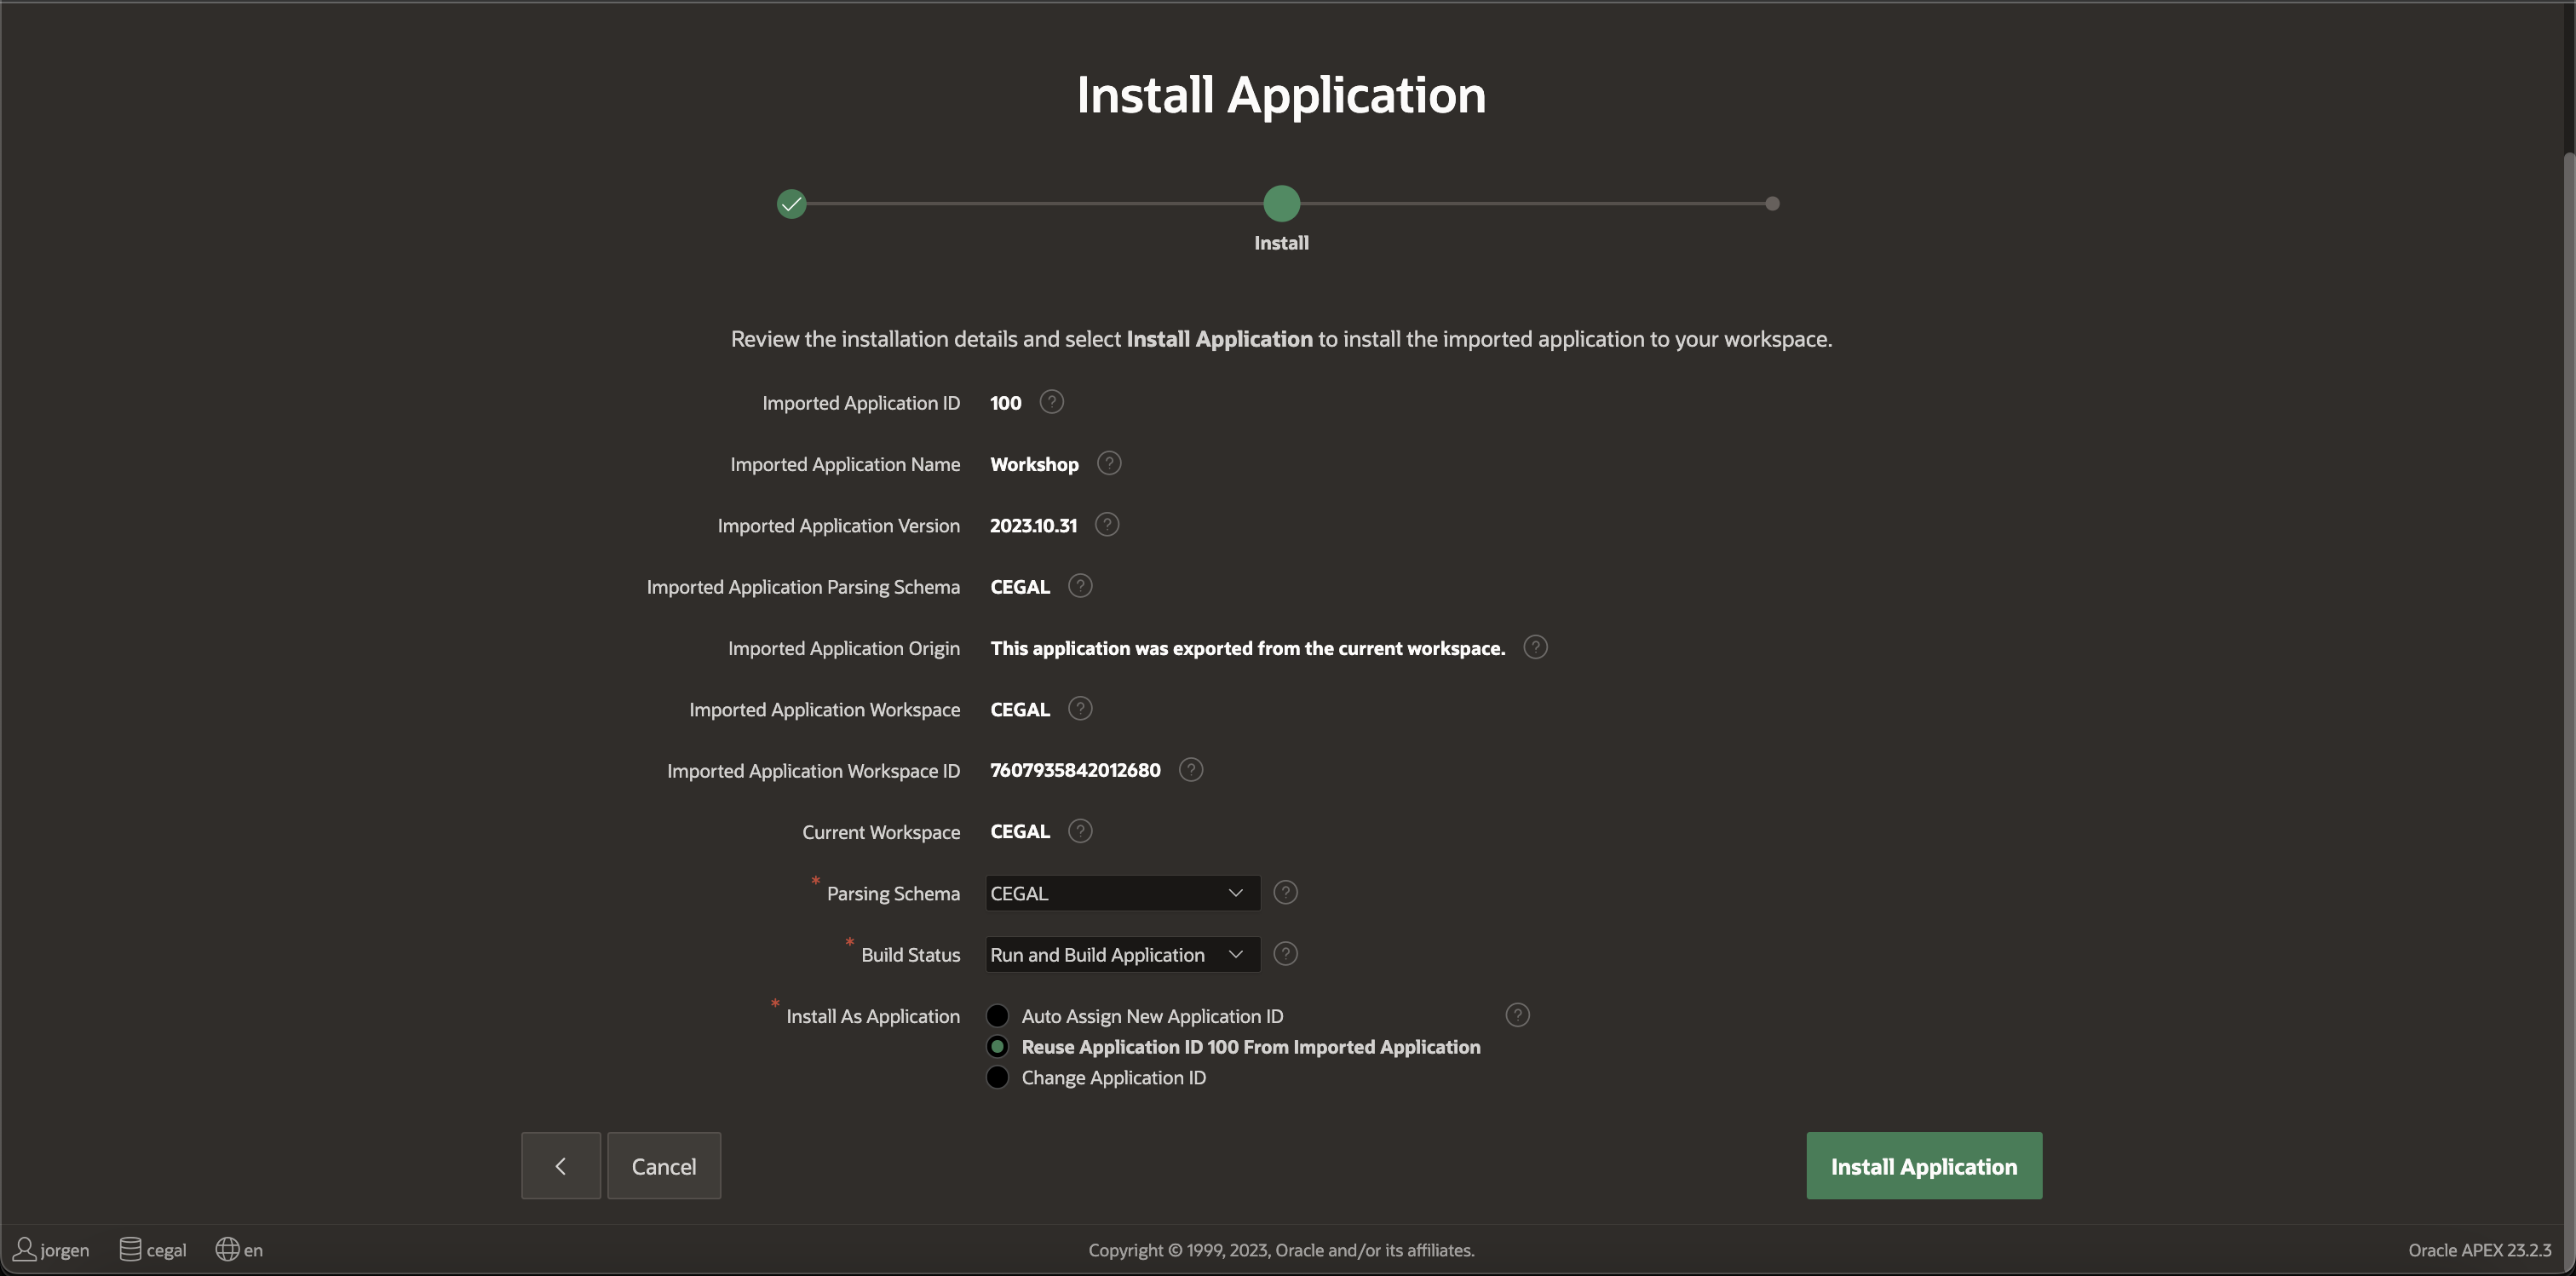 Install Application
Install
Review the installation details and select Install Application to install the imported application to your workspace.
Imported Application ID 100
Imported Application Name Workshop
Imported Application Version 2023.10.31
Imported Application Parsing Schema CEGAL
Imported Application Origin This application was exported from the current workspace.
Imported Application Workspace CEGAL
Imported Application Workspace ID 7607935842012680
Current Workspace CEGAL
* Parsing Schema CEGAL
* Build Status Run and Build Application
* Install As Application Auto Assign New Application ID
Reuse Application ID 100 From Imported Application
Change Application ID
Cancel Install Application
jorgen cegal en Copyright © 1999, 2023, Oracle and/or its affiliates. Oracle APEX 23.2.3